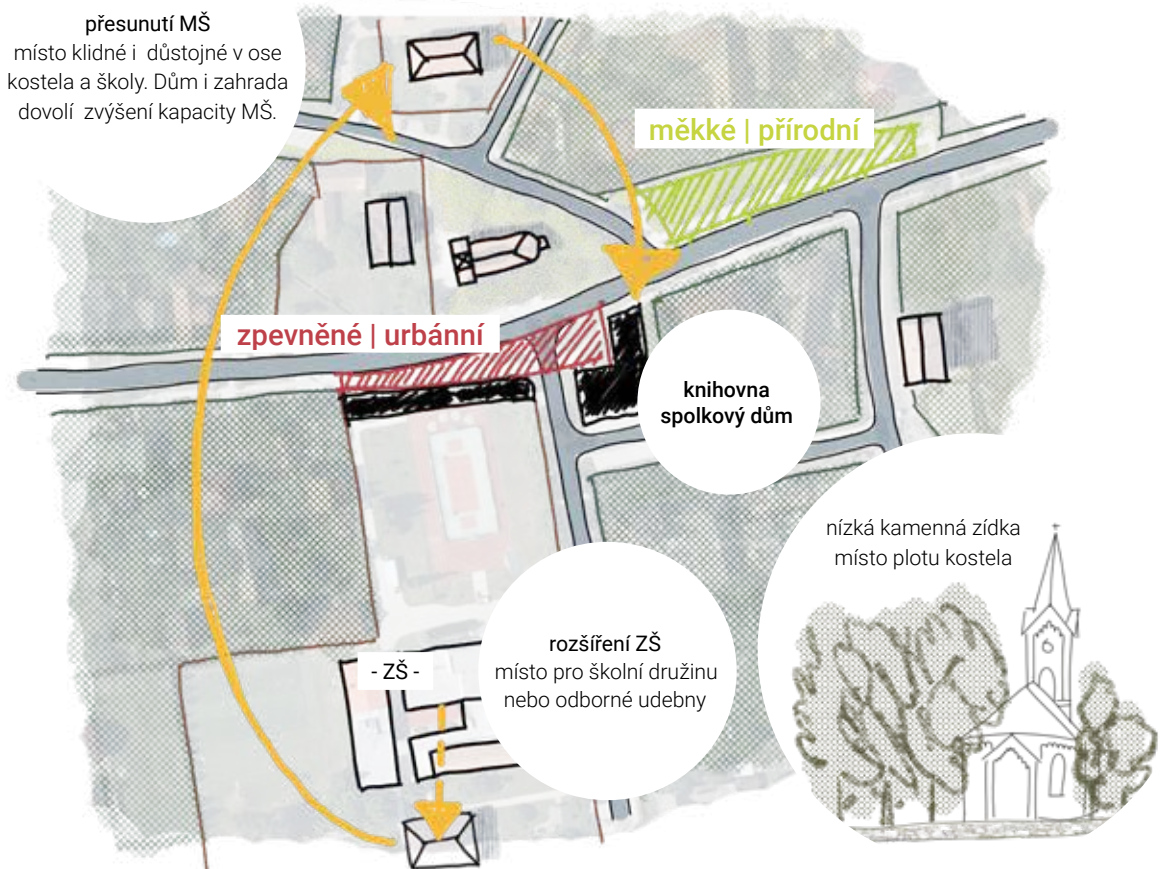 přesunutí MŠ
místo klidné i důstojné v ose
kostela a školy. Dům i zahrada
dovolí zvýšení kapacity MŠ.
měkké | přírodní
zpevněné | urbánní
knihovna
spolkový dům
nízká kamenná zídka
místo plotu kostela
rozšíření ZŠ
místo pro školní družinu
nebo odborné udebny
- ZŠ -